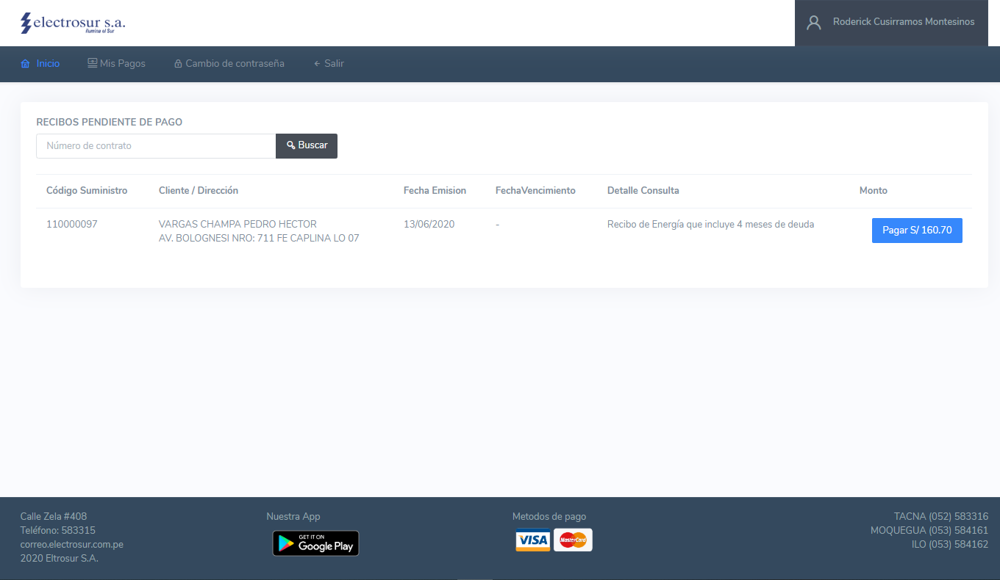 electrosur s.a.
Ilumina el Sur
Roderick Cusirramos Montesinos
Inicio
Mis Pagos
Cambio de contraseña
Salir
RECIBOS PENDIENTE DE PAGO
Número de contrato
Buscar
Código Suministro
Cliente / Dirección
Fecha Emision
FechaVencimiento
Detalle Consulta
Monto
110000097
VARGAS CHAMPA PEDRO HECTOR
AV. BOLOGNESI NRO: 711 FE CAPLINA LO 07
13/06/2020
-
Recibo de Energía que incluye 4 meses de deuda
Pagar S/ 160.70
Calle Zela #408
Teléfono: 583315
correo.electrosur.com.pe
2020 Eltrosur S.A.
Nuestra App
GET IT ON
Google Play
Metodos de pago
VISA
MasterCard
TACNA (052) 583316
MOQUEGUA (053) 584161
ILO (053) 584162